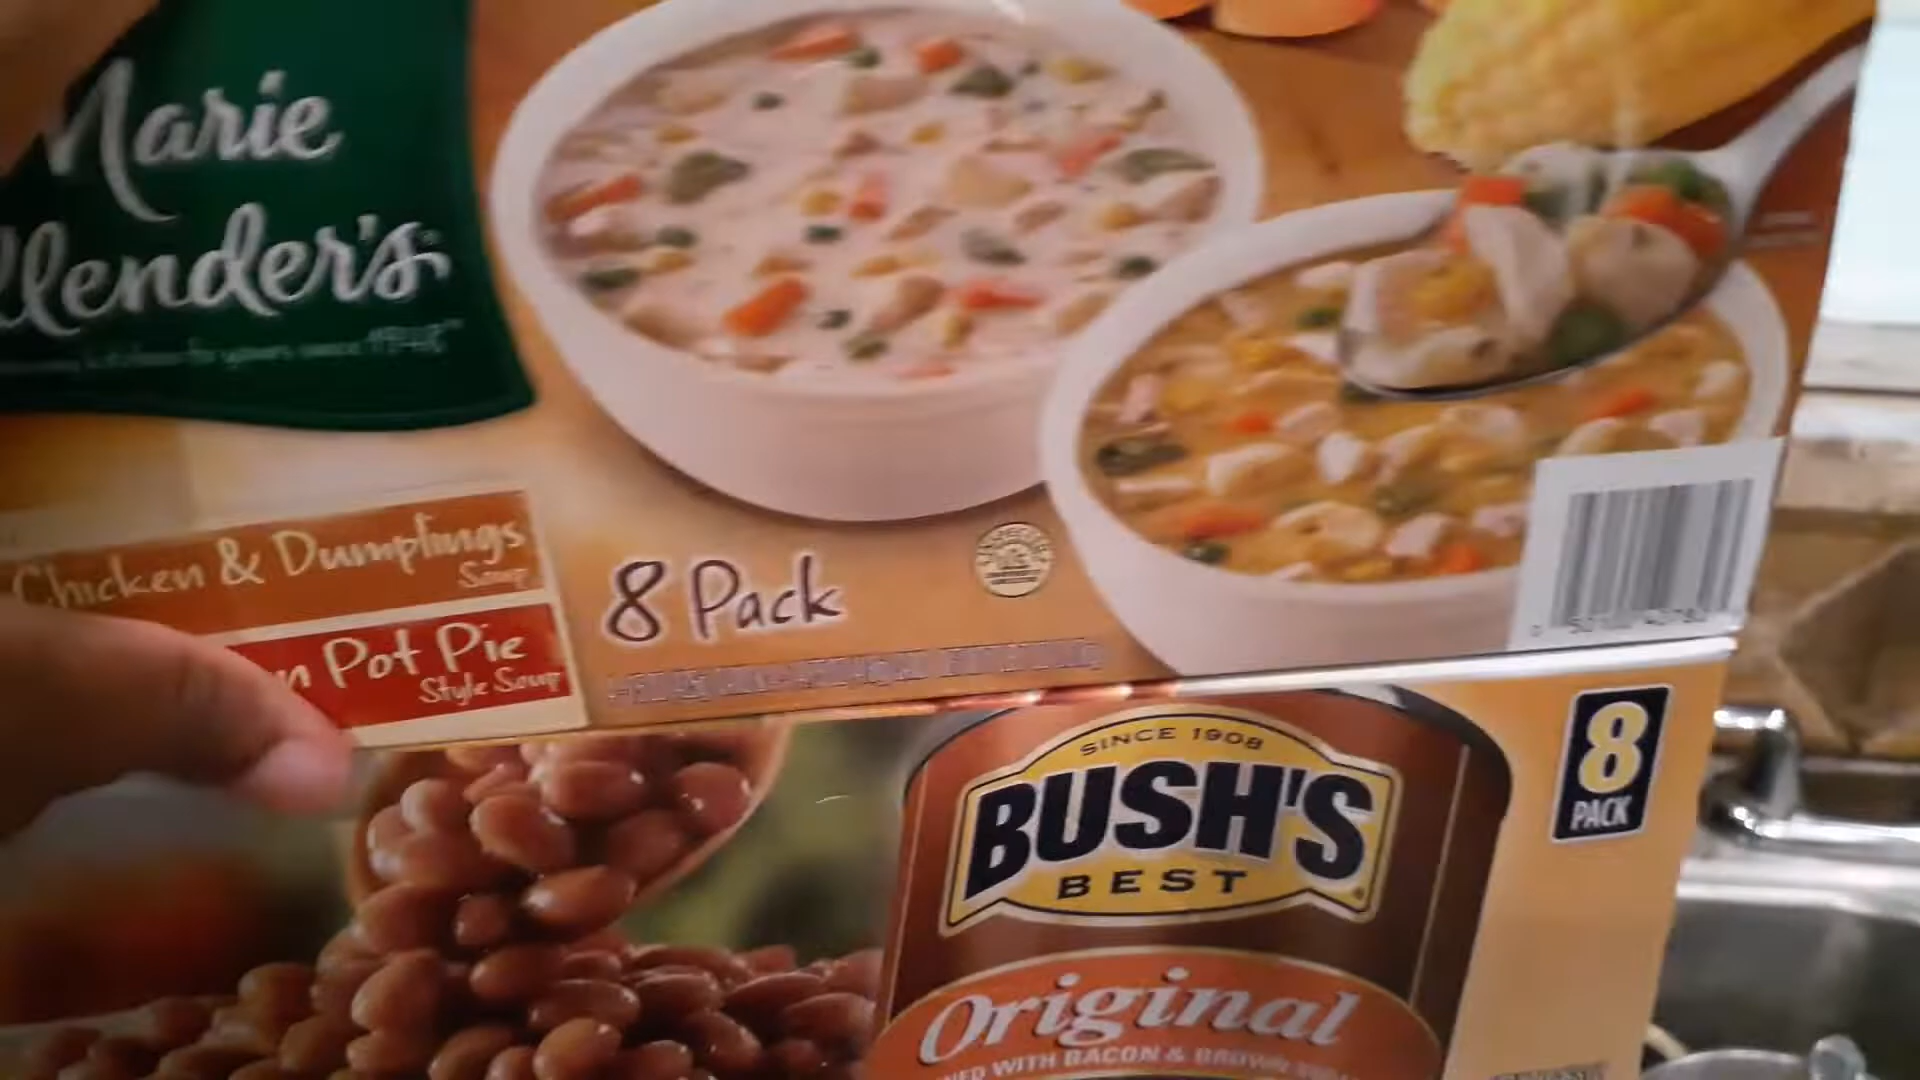 Marie
llender's
Chicken & Dumplings
Soup
n Pot Pie
Style Soup
8 Pack
SINCE 1908
BUSH'S
BEST
Original
WITH BACON & BROWN
8
PACK